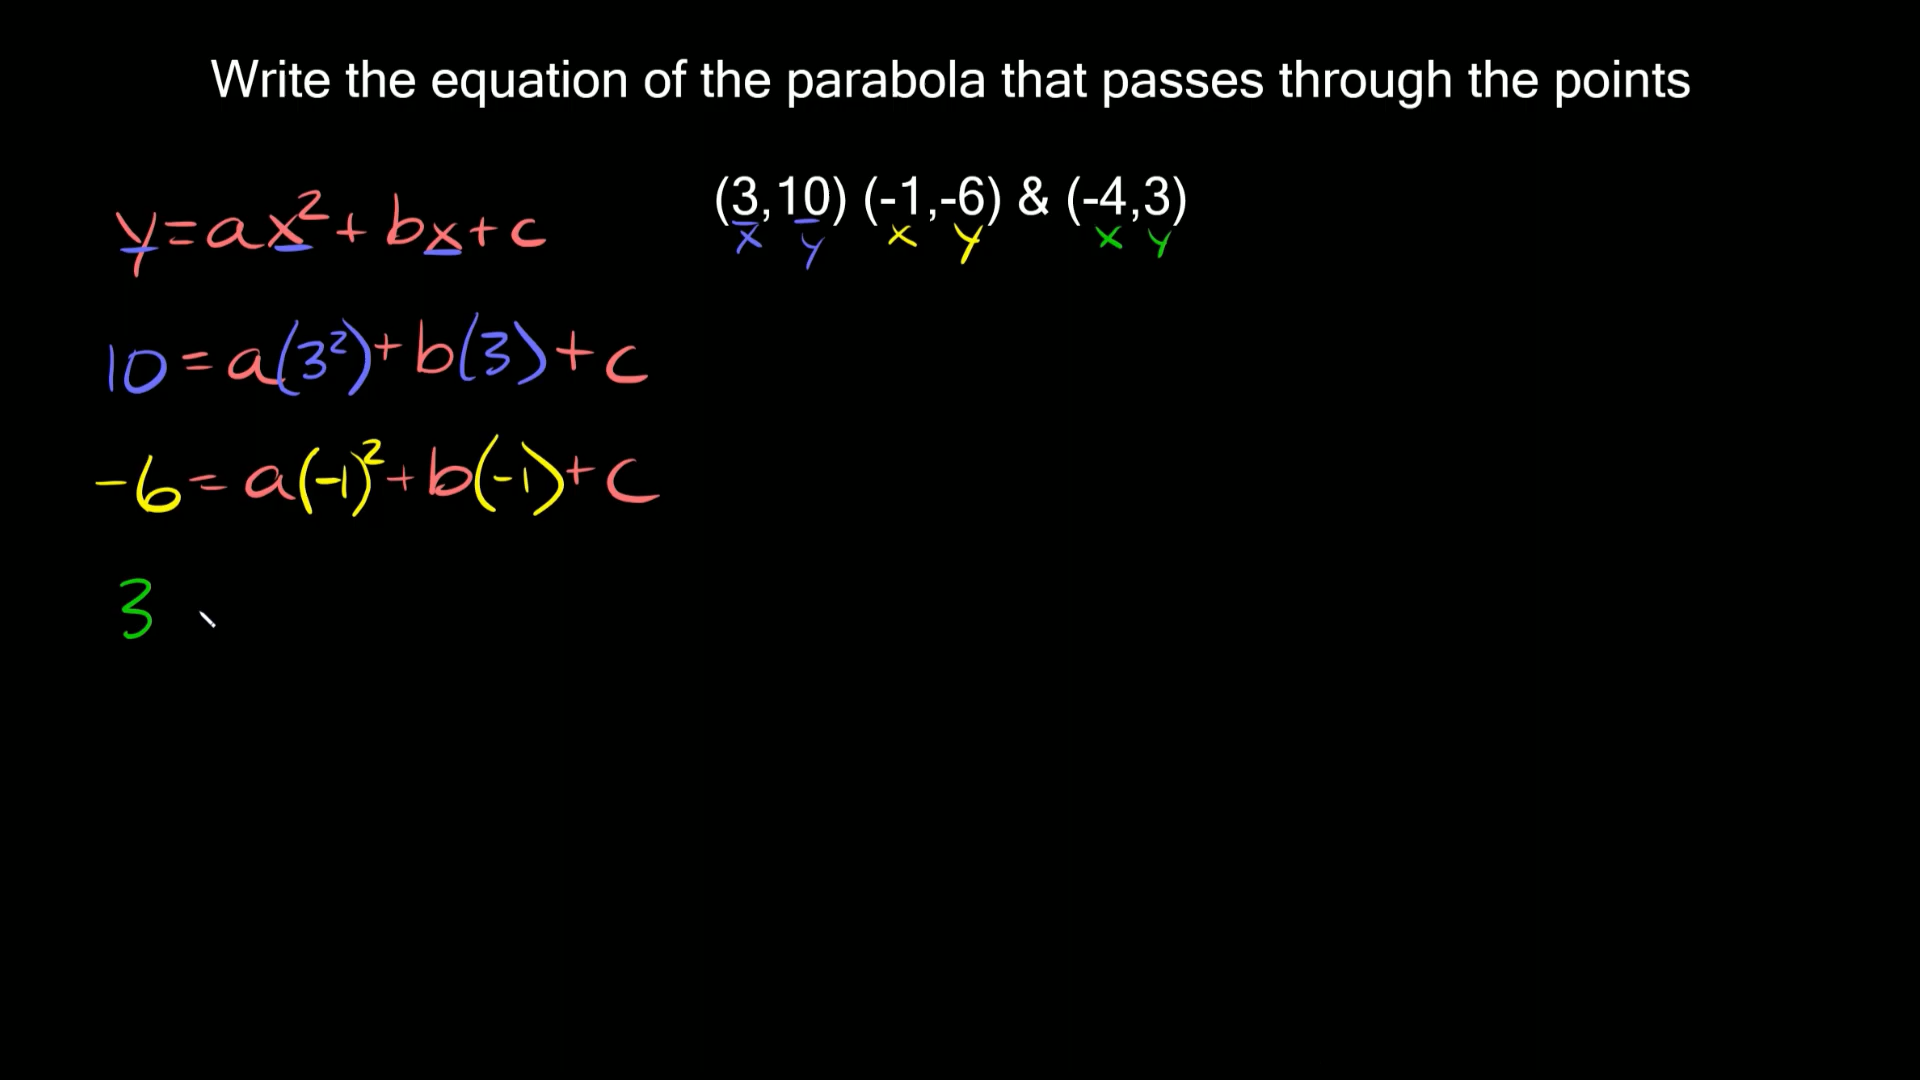 Write the equation of the parabola that passes through the points
(3,10) (-1,-6) & (-4,3)
x y x y x y
y=ax²+bx+c
10=a(3²)+b(3)+c
-6=a(-1)²+b(-1)+c
3